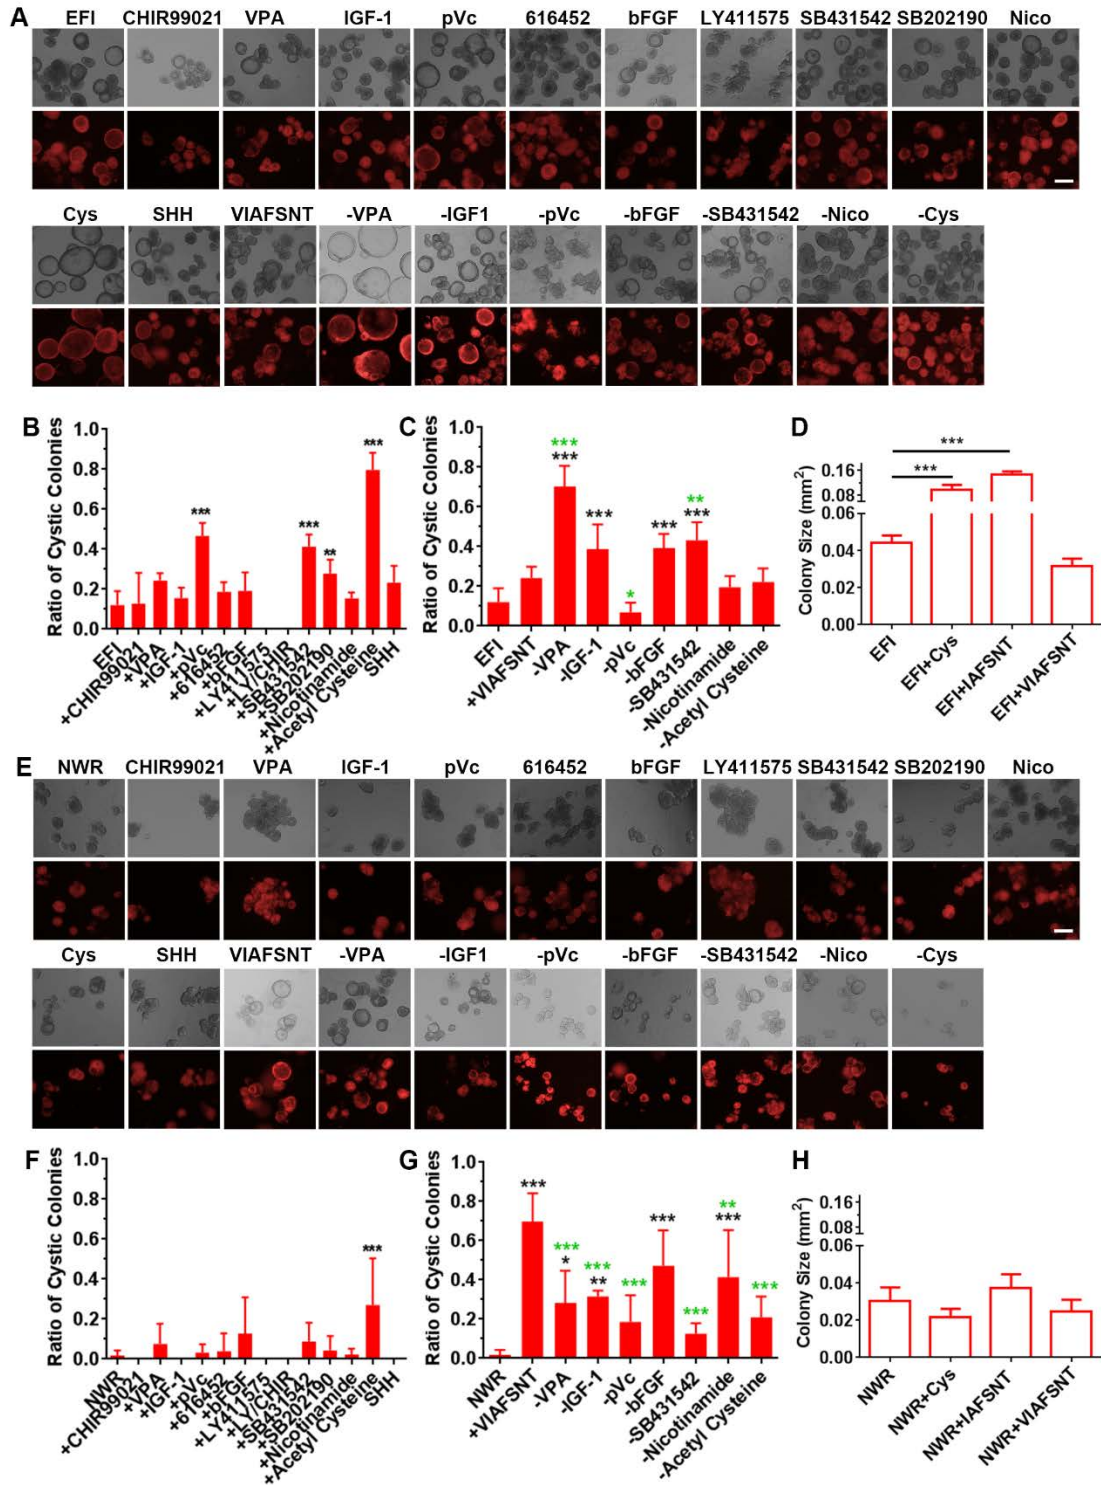 A
EFI CHIR99021 VPA IGF-1 pVc 616452 bFGF LY411575 SB431542 SB202190 Nico
Cys SHH VIAFSNT -VPA -IGF1 -pVc -bFGF -SB431542 -Nico -Cys
B
Ratio of Cystic Colonies
1.0
0.8
0.6
0.4
0.2
0.0
*** *** ** ***
EFI
+CHIR99021
+VPA
+IGF-1
+pVc
+616452
+bFGF
+LY411575
+LY/CHIR
+SB431542
+SB202190
+Nicotinamide
+Acetyl Cysteine
SHH
C
Ratio of Cystic Colonies
1.0
0.8
0.6
0.4
0.2
0.0
*** ** *
*** *** *** ***
EFI
+VIAFSNT
-VPA
-IGF-1
-pVc
-bFGF
-SB431542
-Nicotinamide
-Acetyl Cysteine
D
Colony Size (mm²)
0.16
0.08
0.06
0.04
0.02
0.00
***
***
EFI
EFI+Cys
EFI+IAFSNT
EFI+VIAFSNT
E
NWR CHIR99021 VPA IGF-1 pVc 616452 bFGF LY411575 SB431542 SB202190 Nico
Cys SHH VIAFSNT -VPA -IGF1 -pVc -bFGF -SB431542 -Nico -Cys
F
Ratio of Cystic Colonies
1.0
0.8
0.6
0.4
0.2
0.0
***
NWR
+CHIR99021
+VPA
+IGF-1
+pVc
+616452
+bFGF
+LY411575
+LY/CHIR
+SB431542
+SB202190
+Nicotinamide
+Acetyl Cysteine
SHH
G
Ratio of Cystic Colonies
1.0
0.8
0.6
0.4
0.2
0.0
*** *** *** *** *** ** ***
* ** *** ***
NWR
+VIAFSNT
-VPA
-IGF-1
-pVc
-bFGF
-SB431542
-Nicotinamide
-Acetyl Cysteine
H
Colony Size (mm²)
0.16
0.08
0.06
0.04
0.02
0.00
NWR
NWR+Cys
NWR+IAFSNT
NWR+VIAFSNT